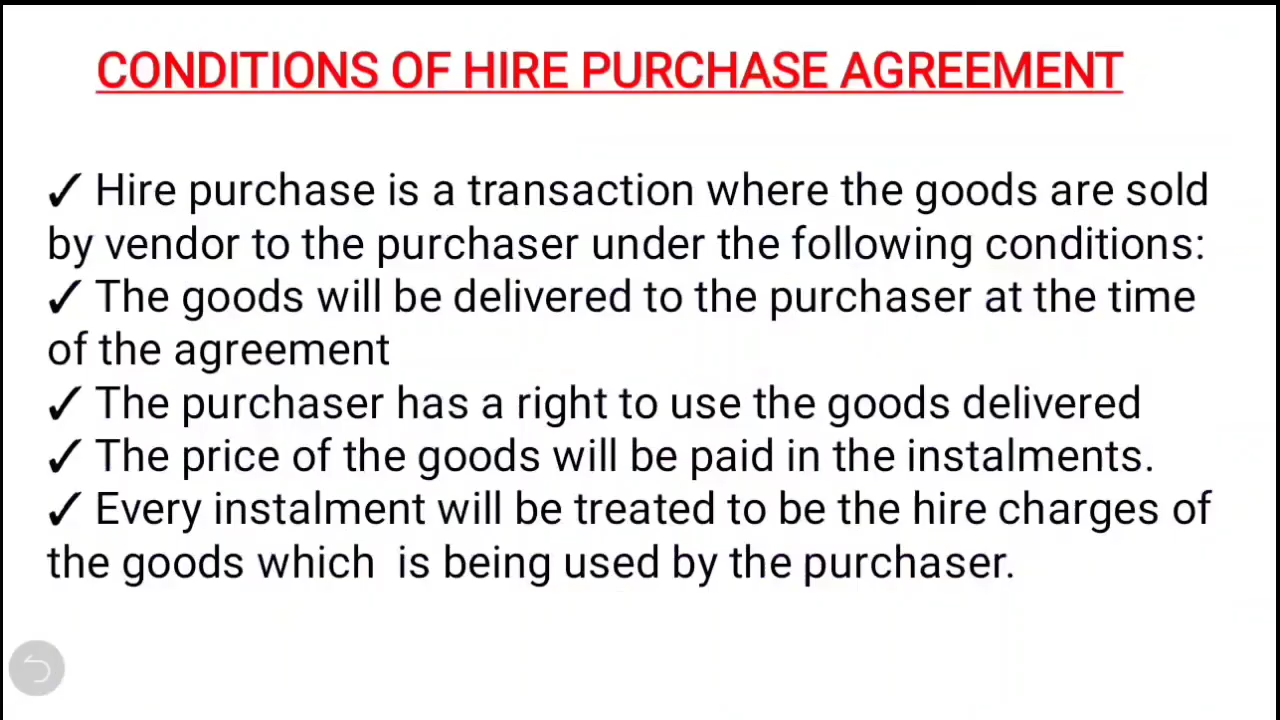 CONDITIONS OF HIRE PURCHASE AGREEMENT
✓ Hire purchase is a transaction where the goods are sold
by vendor to the purchaser under the following conditions:
✓ The goods will be delivered to the purchaser at the time
of the agreement
✓ The purchaser has a right to use the goods delivered
✓ The price of the goods will be paid in the instalments.
✓ Every instalment will be treated to be the hire charges of
the goods which  is being used by the purchaser.